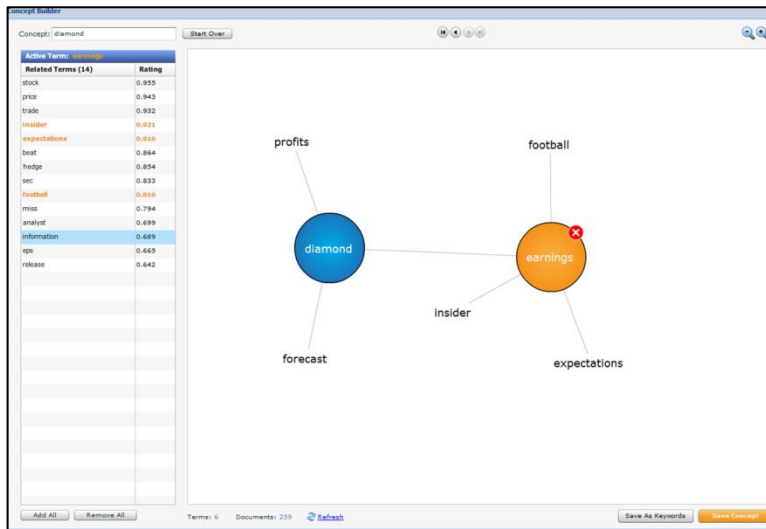 Concept Builder
Concept: diamond Start Over
Active Term: earnings
Related Terms (14) Rating
stock 0.955
price 0.943
trade 0.932
insider 0.921
expectations 0.910
beat 0.864
hedge 0.854
sec 0.833
football 0.810
miss 0.794
analyst 0.699
information 0.689
eps 0.665
release 0.642
profits
football
diamond
earnings
insider
forecast
expectations
Add All Remove All Terms: 6 Documents: 259 Refresh Save As Keywords Save Concept